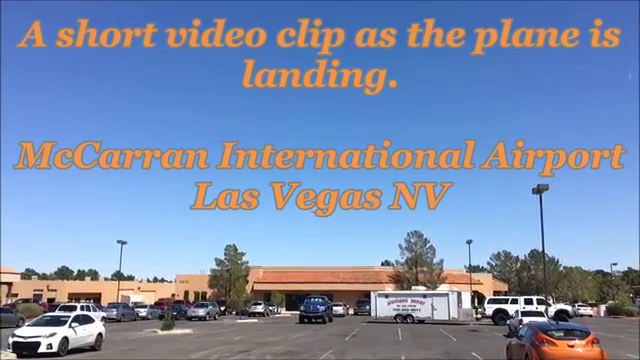 A short video clip as the plane is
landing.
McCarran International Airport
Las Vegas NV